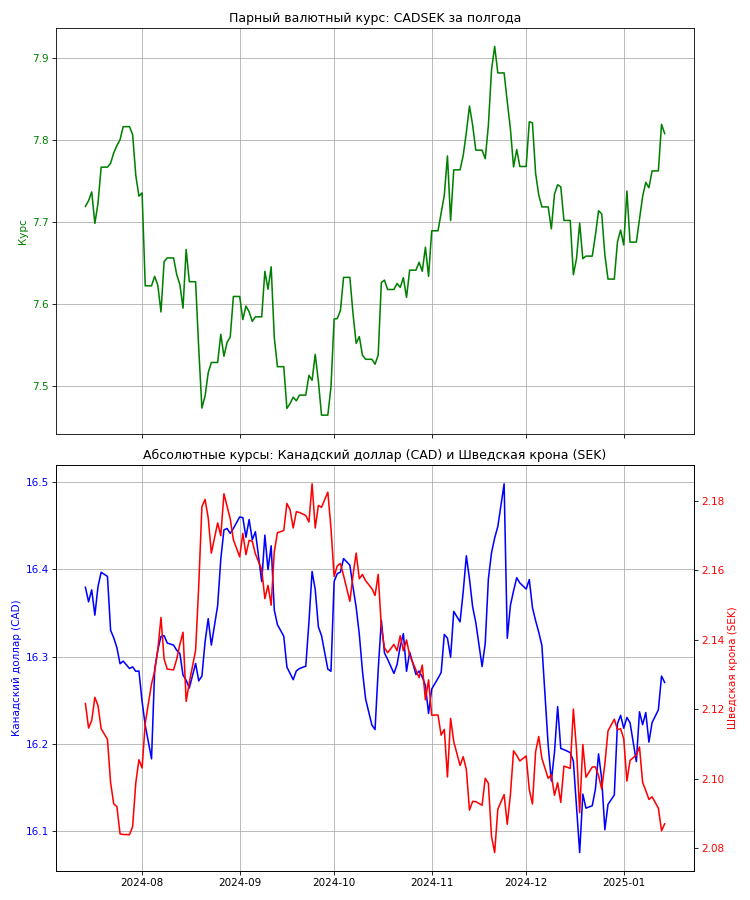 Парный валютный курс: CADSEK за полгода
7.9
7.8
7.7
7.6
7.5
Курс
Абсолютные курсы: Канадский доллар (CAD) и Шведская крона (SEK)
16.5
16.4
16.3
16.2
16.1
Канадский доллар (CAD)
2.18
2.16
2.14
2.12
2.10
2.08
Шведская крона (SEK)
2024-08 2024-09 2024-10 2024-11 2024-12 2025-01